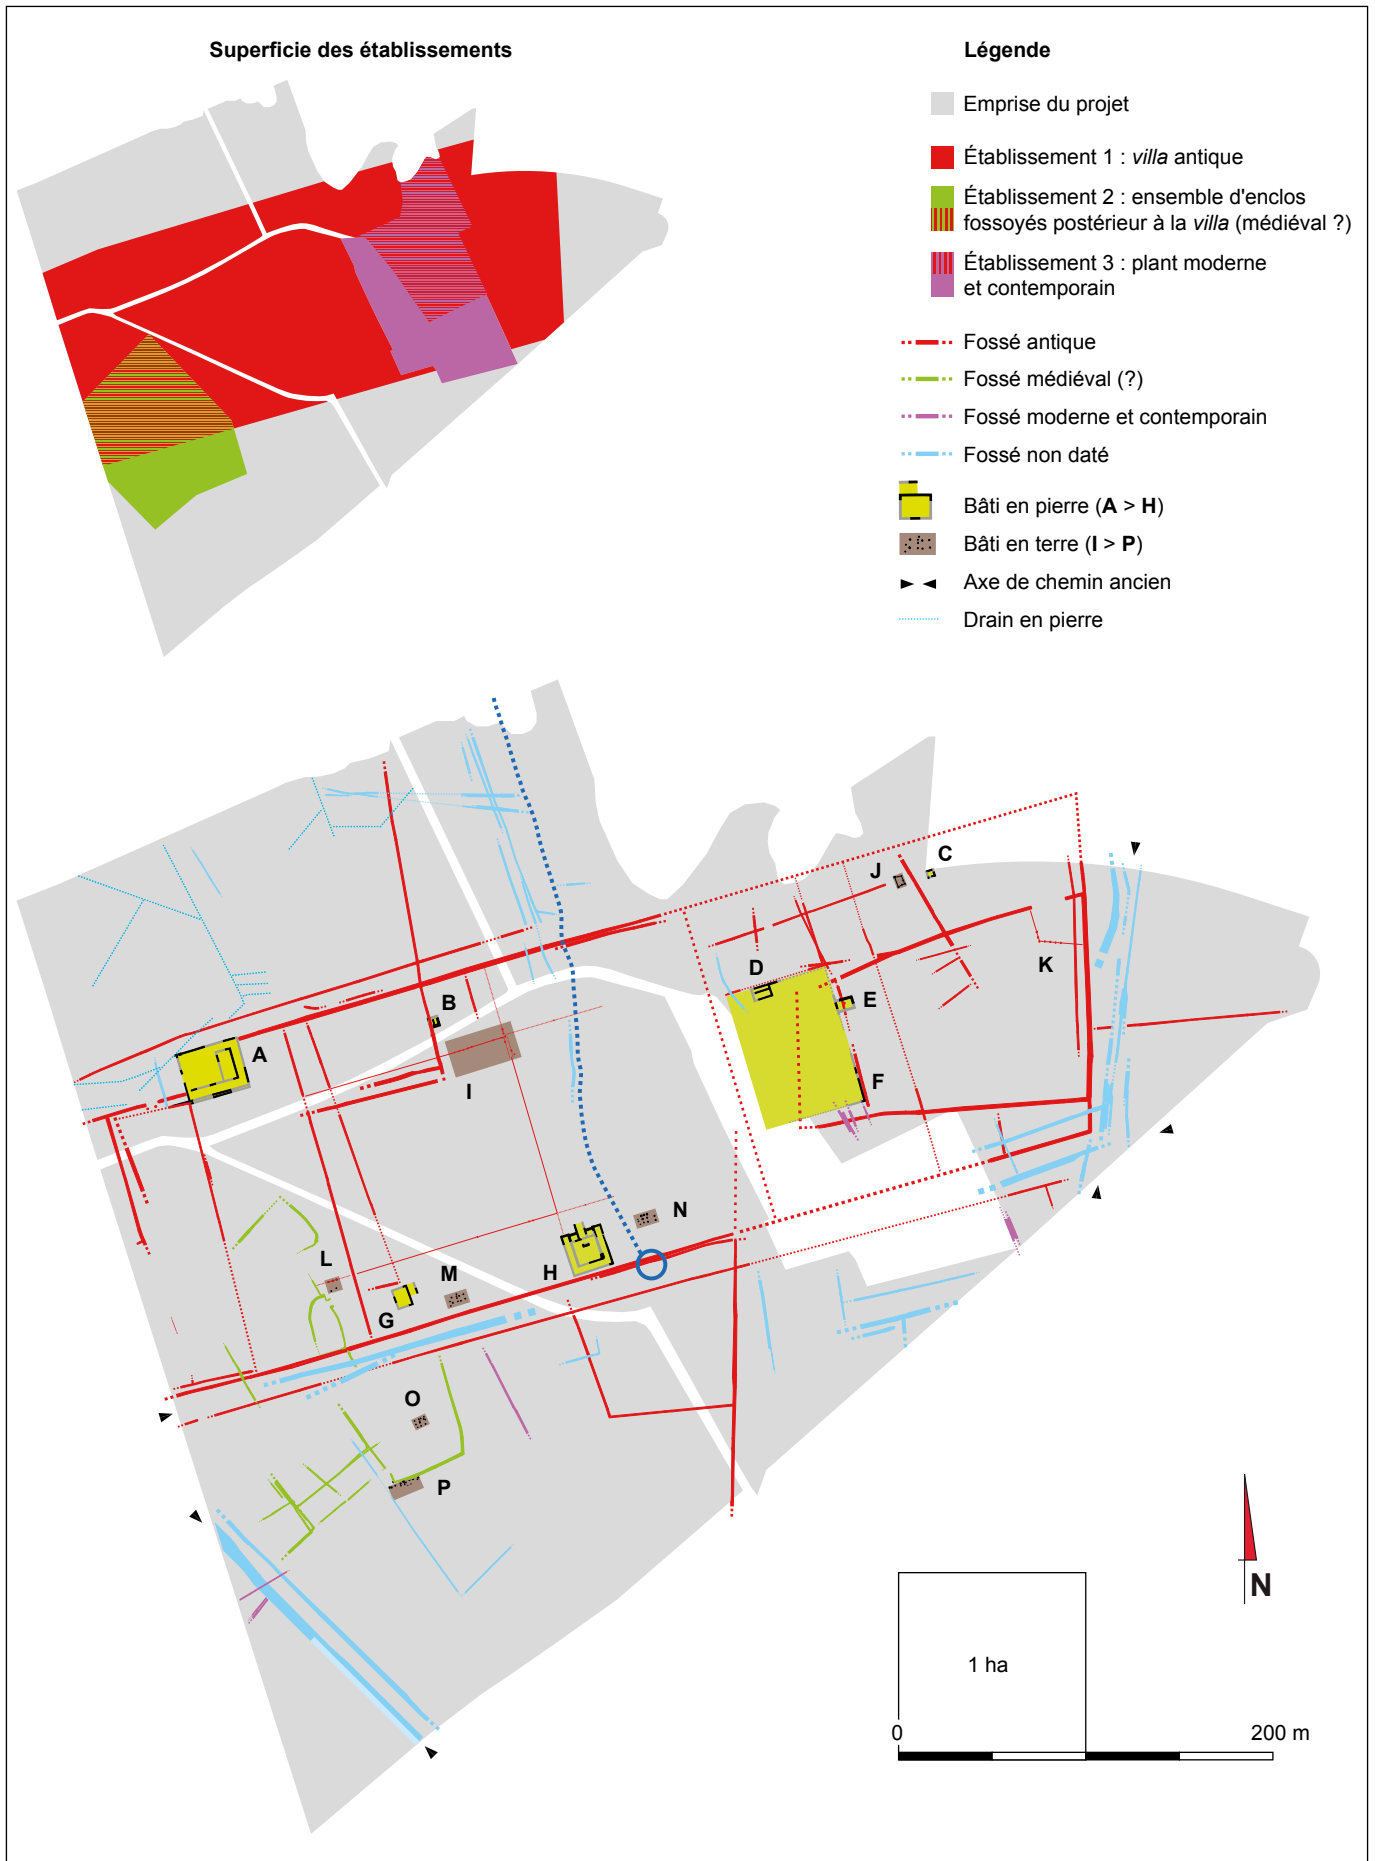 Superficie des établissements
Légende
Emprise du projet
Établissement 1 : villa antique
Établissement 2 : ensemble d'enclos
fossoyés postérieur à la villa (médiéval ?)
Établissement 3 : plant moderne
et contemporain
Fossé antique
Fossé médiéval (?)
Fossé moderne et contemporain
Fossé non daté
Bâti en pierre (A > H)
Bâti en terre (I > P)
Axe de chemin ancien
Drain en pierre
C
J
D
K
B
E
A
F
I
N
L
H
M
G
O
P
N
1 ha
0
200 m